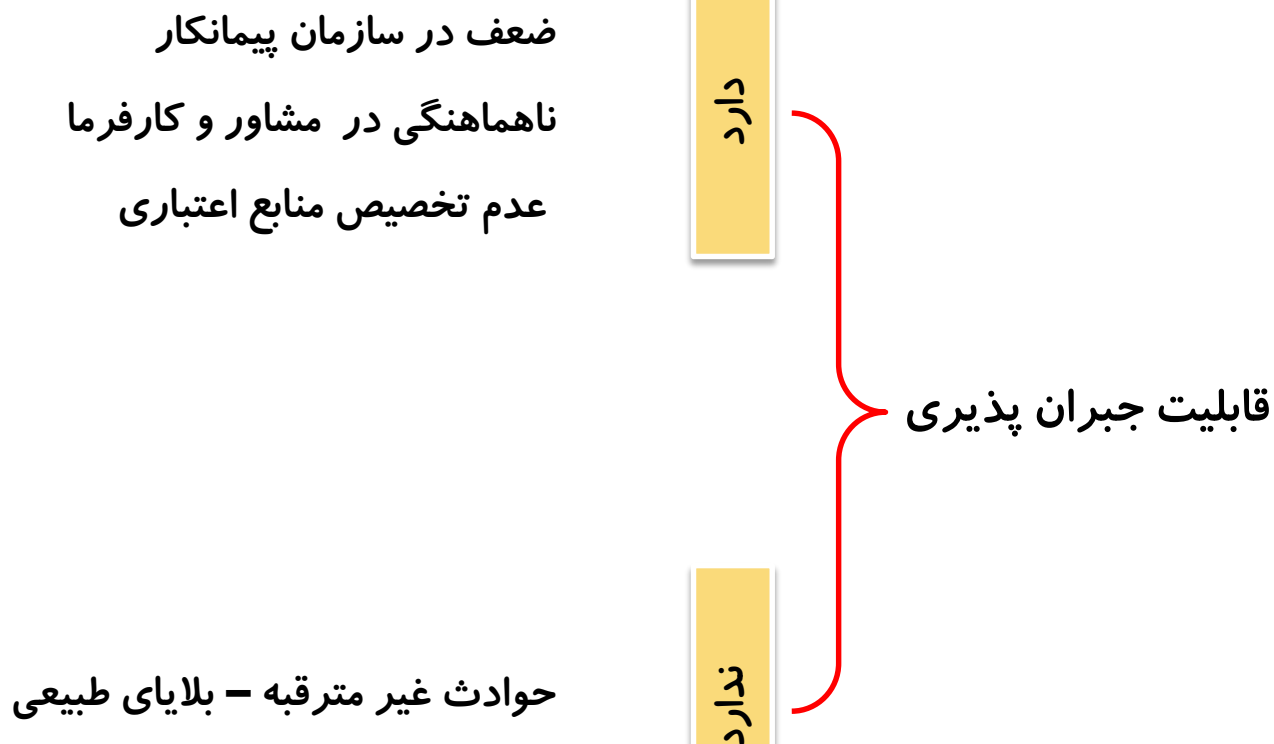 قابلیت جبران پذیری
دارد
ضعف در سازمان پیمانکار
ناهماهنگی در مشاور و کارفرما
عدم تخصیص منابع اعتباری
ندارد
حوادث غیر مترقبه – بلایای طبیعی